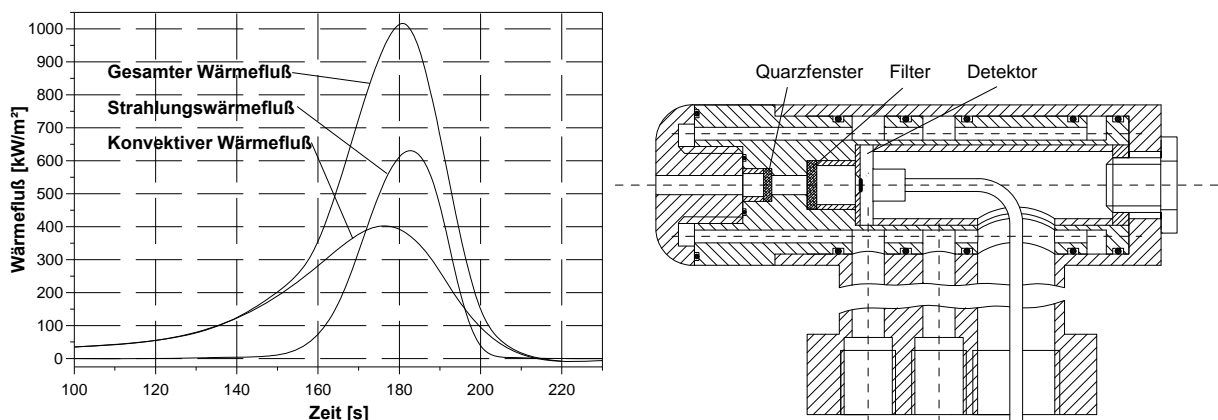 1000
900
800
700
600
500
400
300
200
100
0
100 120 140 160 180 200 220
Wärmefluß [kW/m²]
Zeit [s]
Gesamter Wärmefluß
Strahlungswärmefluß
Konvektiver Wärmefluß
Quarzfenster Filter Detektor